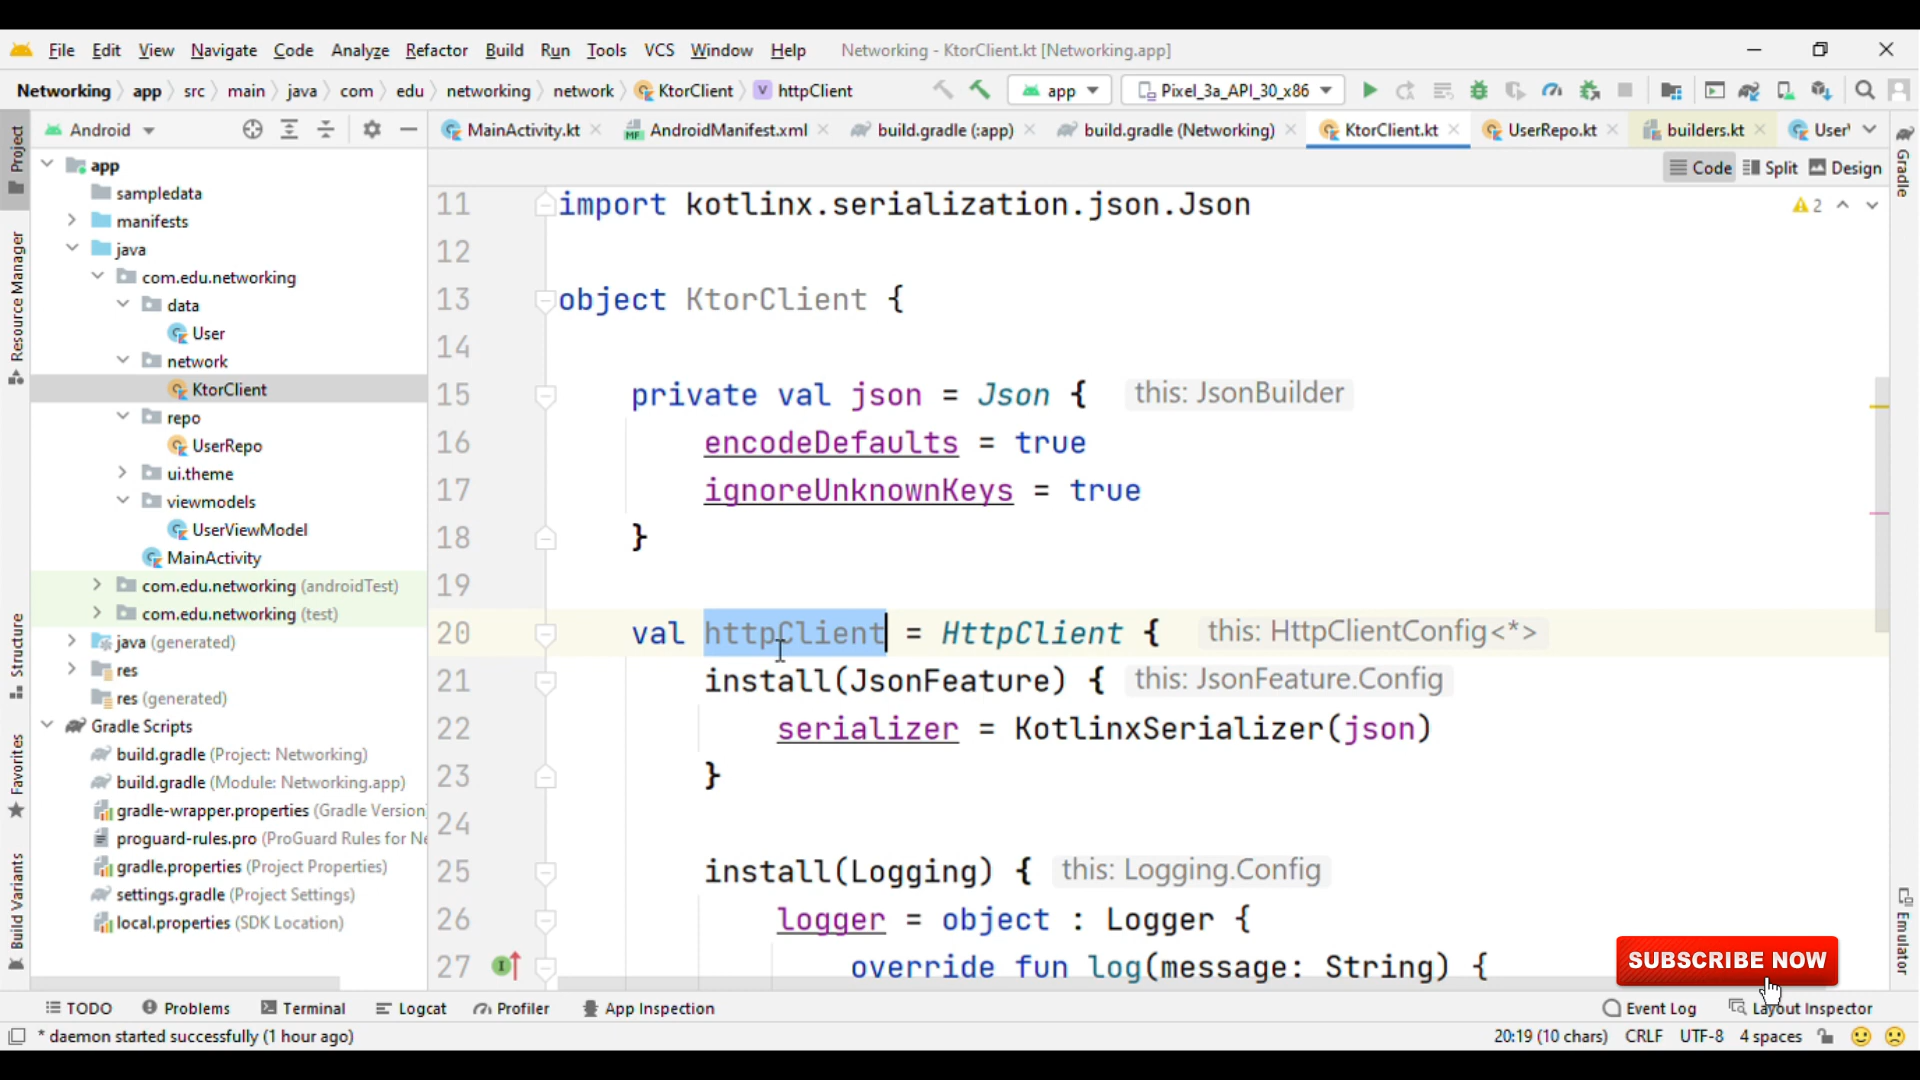 File Edit View Navigate Code Analyze Refactor Build Run Tools VCS Window Help Networking - KtorClient.kt [Networking.app]
Networking app src main java com edu networking network KtorClient httpClient app Pixel_3a_API_30_x86
Project
Android
MainActivity.kt AndroidManifest.xml build.gradle (:app) build.gradle (Networking) KtorClient.kt UserRepo.kt builders.kt User
Code Split Design
Gradle
Resource Manager
Structure
Favorites
Build Variants
app
sampledata
manifests
java
com.edu.networking
data
User
network
KtorClient
repo
UserRepo
ui.theme
viewmodels
UserViewModel
MainActivity
com.edu.networking (androidTest)
com.edu.networking (test)
java (generated)
res
res (generated)
Gradle Scripts
build.gradle (Project: Networking)
build.gradle (Module: Networking.app)
gradle-wrapper.properties (Gradle Version)
proguard-rules.pro (ProGuard Rules for Ne
gradle.properties (Project Properties)
settings.gradle (Project Settings)
local.properties (SDK Location)
11 import kotlinx.serialization.json.Json
2
12
13 object KtorClient {
14
15 private val json = Json { this: JsonBuilder
16 encodeDefaults = true
17 ignoreUnknownKeys = true
18 }
19
20 val httpClient = HttpClient { this: HttpClientConfig<*>
21 install(JsonFeature) { this: JsonFeature.Config
22 serializer = KotlinxSerializer(json)
23 }
24
25 install(Logging) { this: Logging.Config
26 logger = object : Logger {
27 override fun log(message: String) {
SUBSCRIBE NOW
Emulator
TODO Problems Terminal Logcat Profiler App Inspection Event Log Layout Inspector
* daemon started successfully (1 hour ago) 20:19 (10 chars) CRLF UTF-8 4 spaces